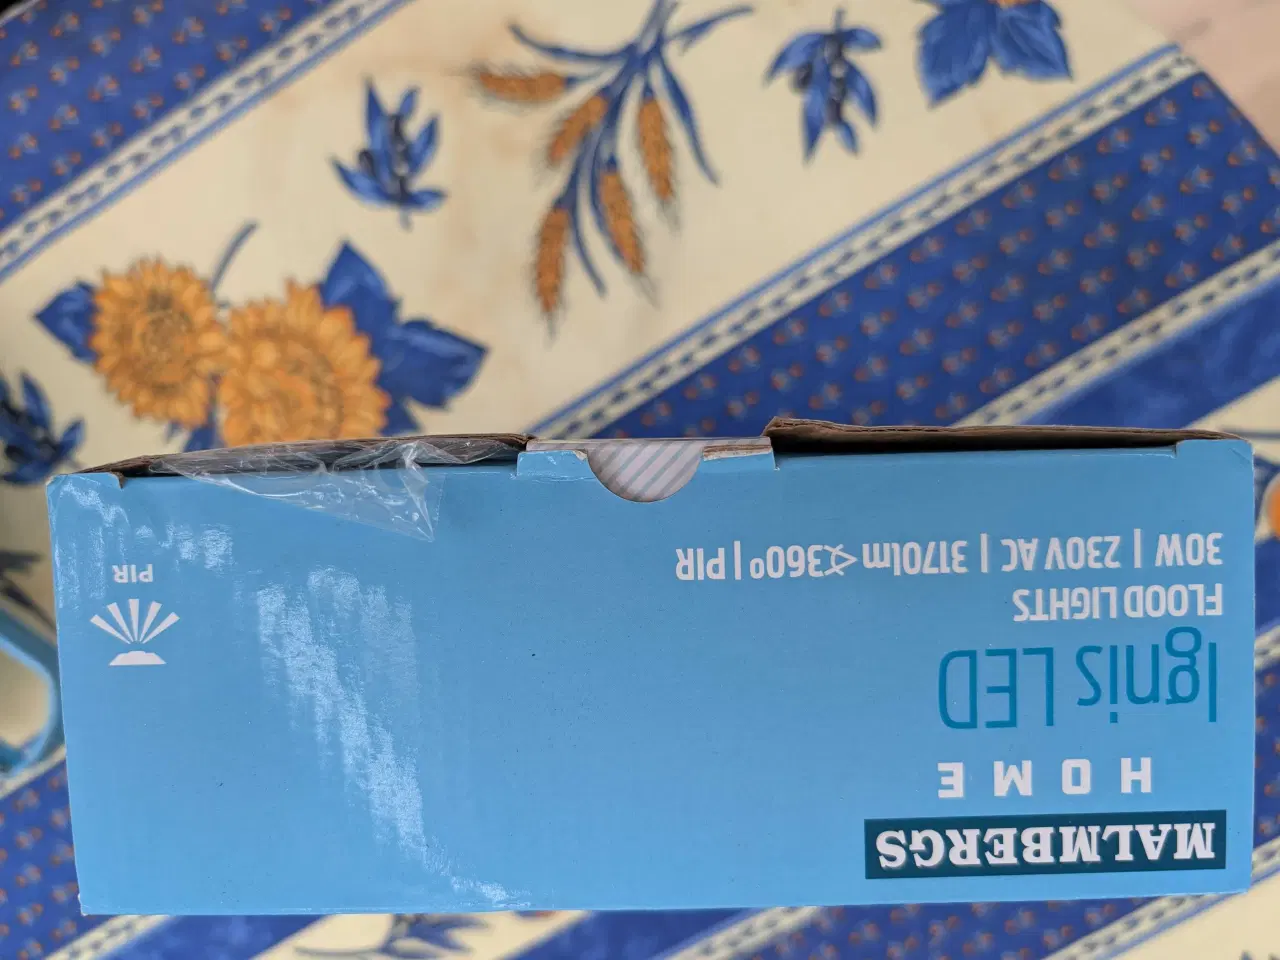 MALMBERGS
HOME
Ignis LED
FLOOD LIGHTS
30W | 230V AC | 3170lm ∢360° | PIR
PIR